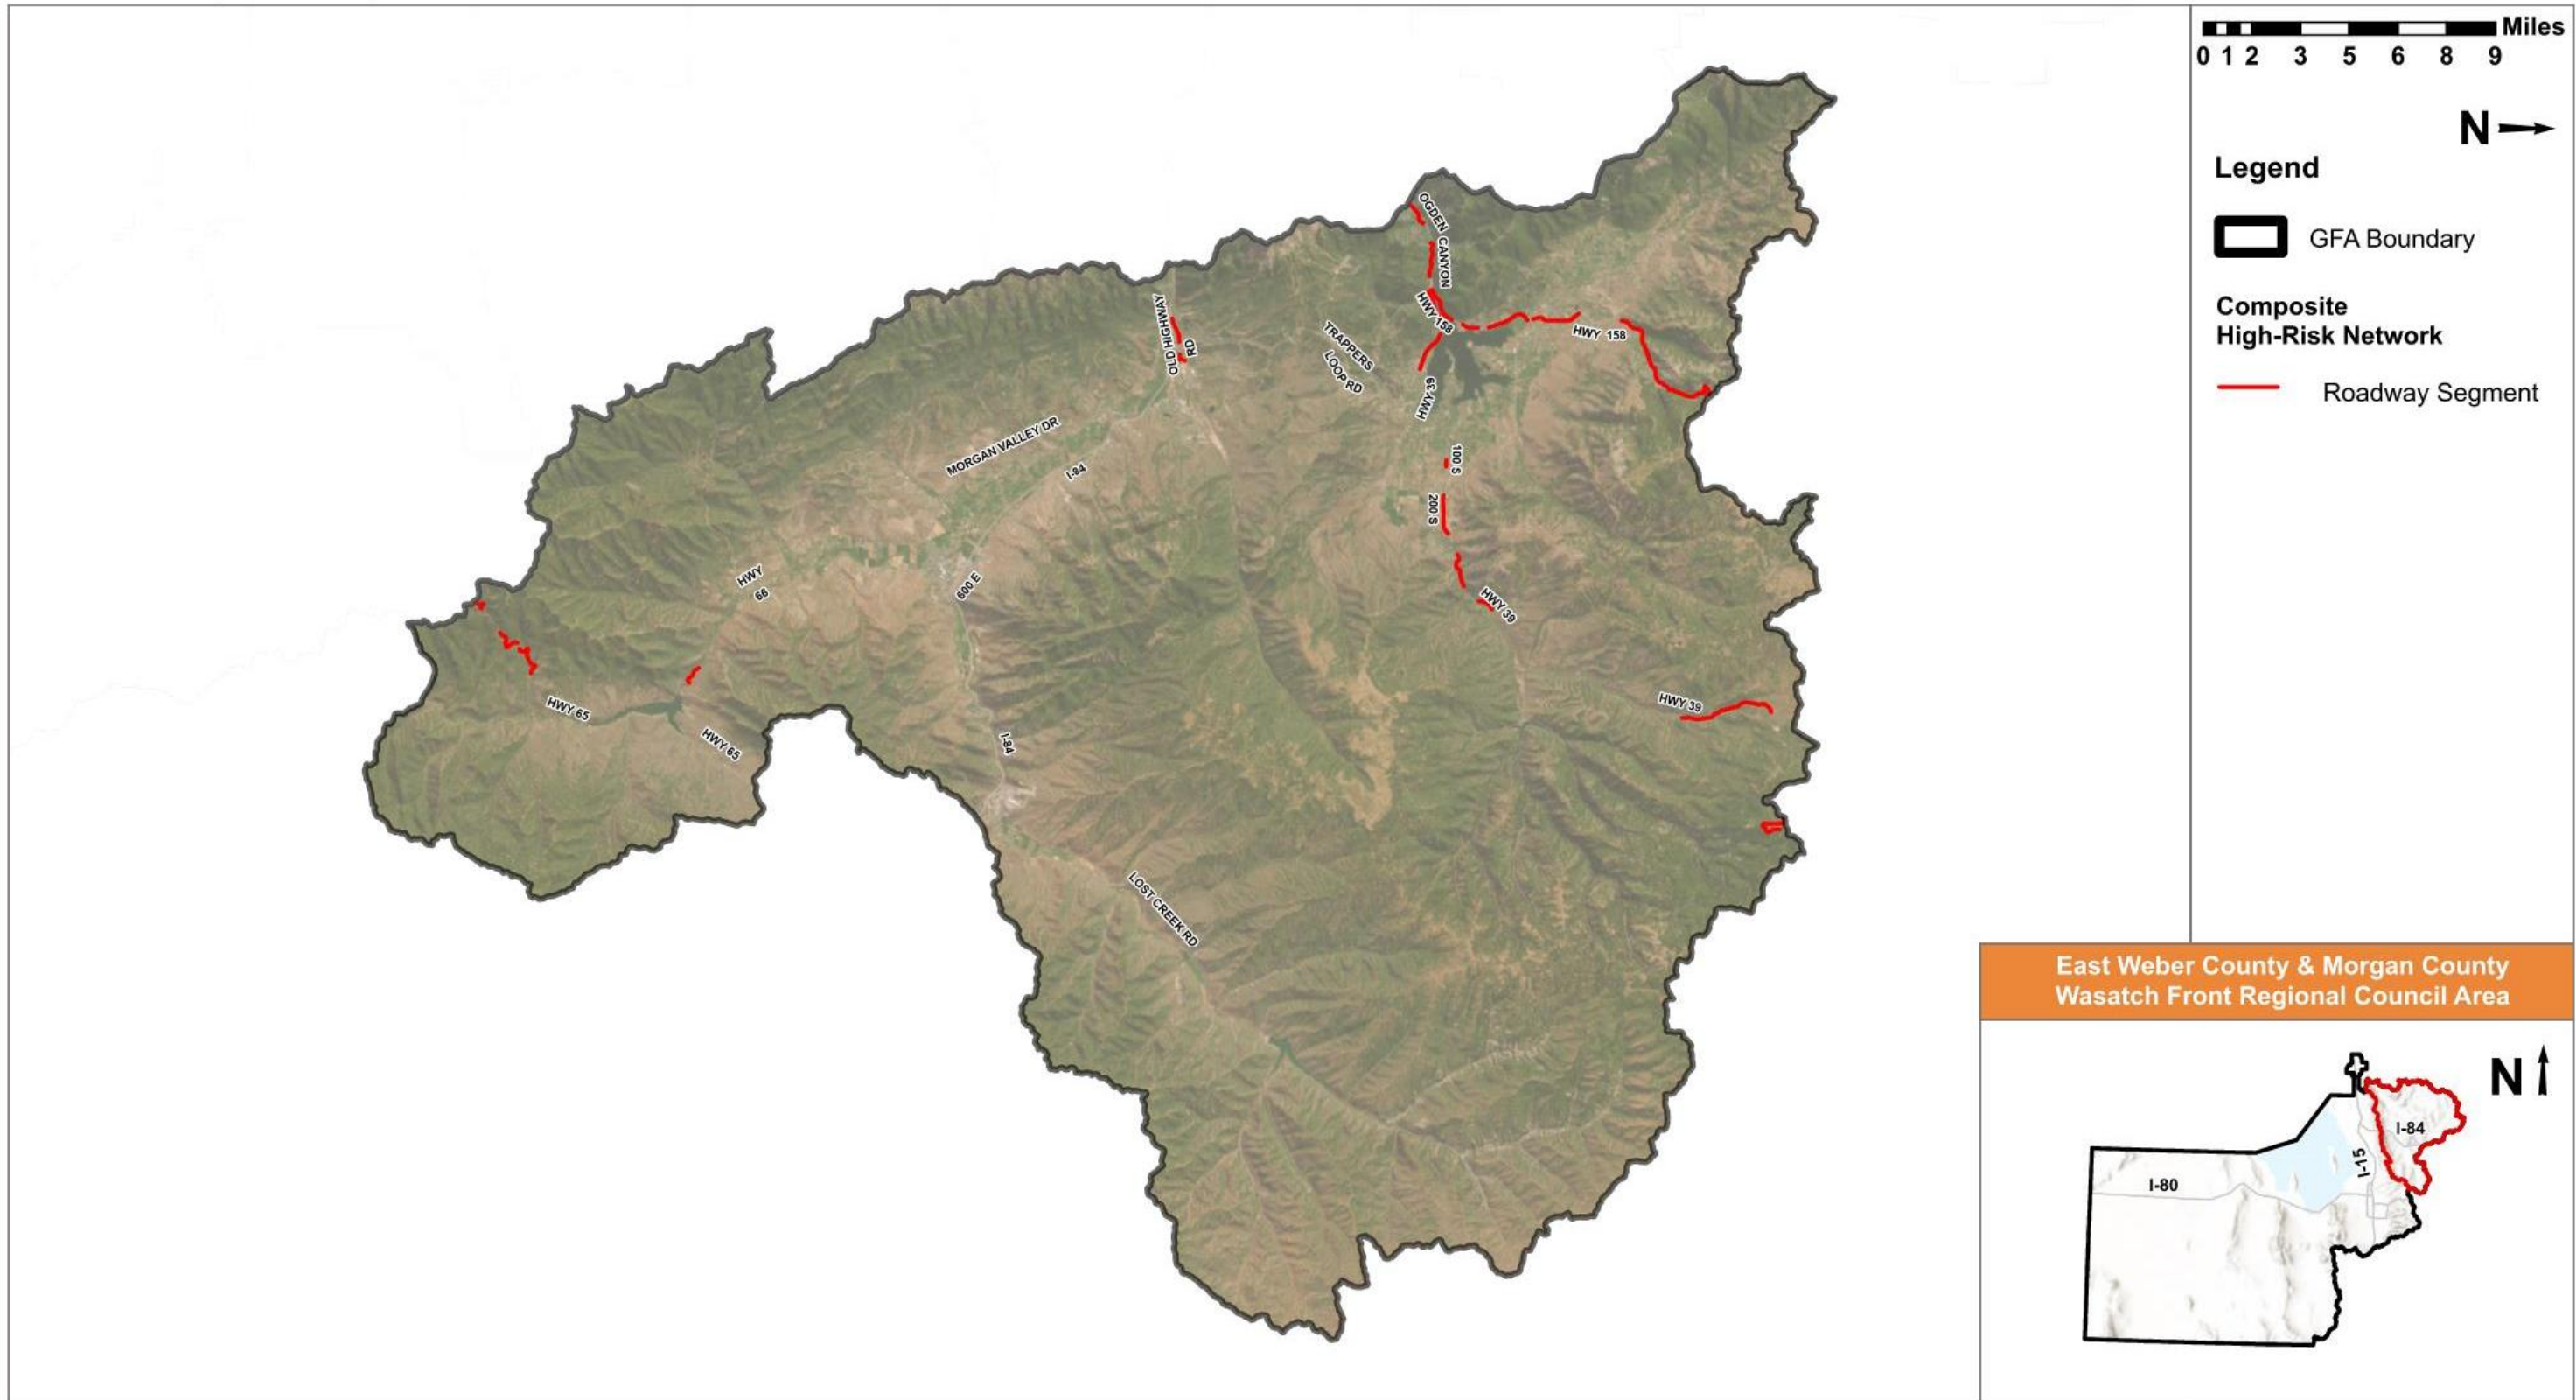 Miles
0 1 2 3 5 6 8 9
N
Legend
GFA Boundary
Composite
High-Risk Network
Roadway Segment
OGDEN CANYON
HWY 158
HWY 158
OLD HIGHWAY
RD
TRAPPERS
LOOP RD
HWY 39
MORGAN VALLEY DR
I-84
100 S
200 S
HWY
66
600 E
HWY 39
HWY 65
HWY 65
HWY 39
I-84
LOST CREEK RD
East Weber County & Morgan County
Wasatch Front Regional Council Area
N
I-84
I-15
I-80